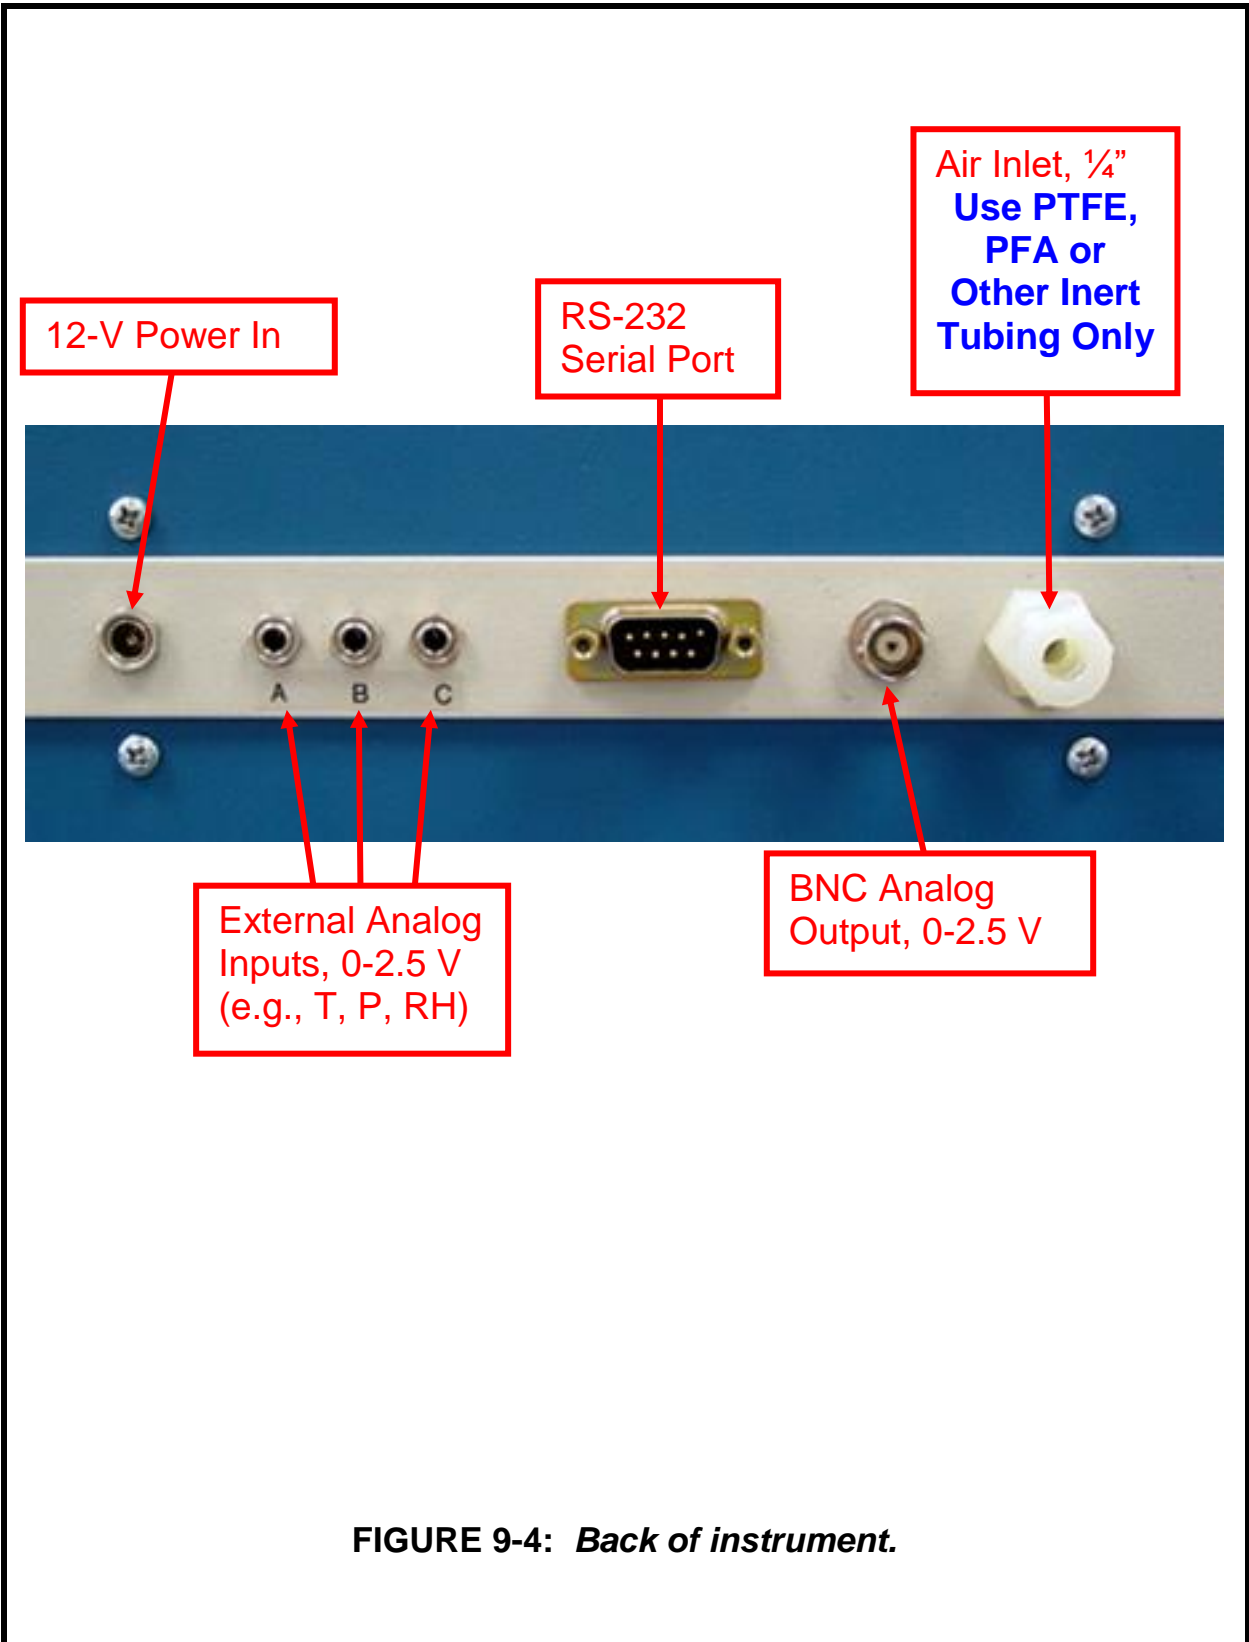 Air Inlet, ¼”
Use PTFE,
PFA or
Other Inert
Tubing Only
12-V Power In
RS-232
Serial Port
A B C
External Analog
Inputs, 0-2.5 V
(e.g., T, P, RH)
BNC Analog
Output, 0-2.5 V
FIGURE 9-4: Back of instrument.